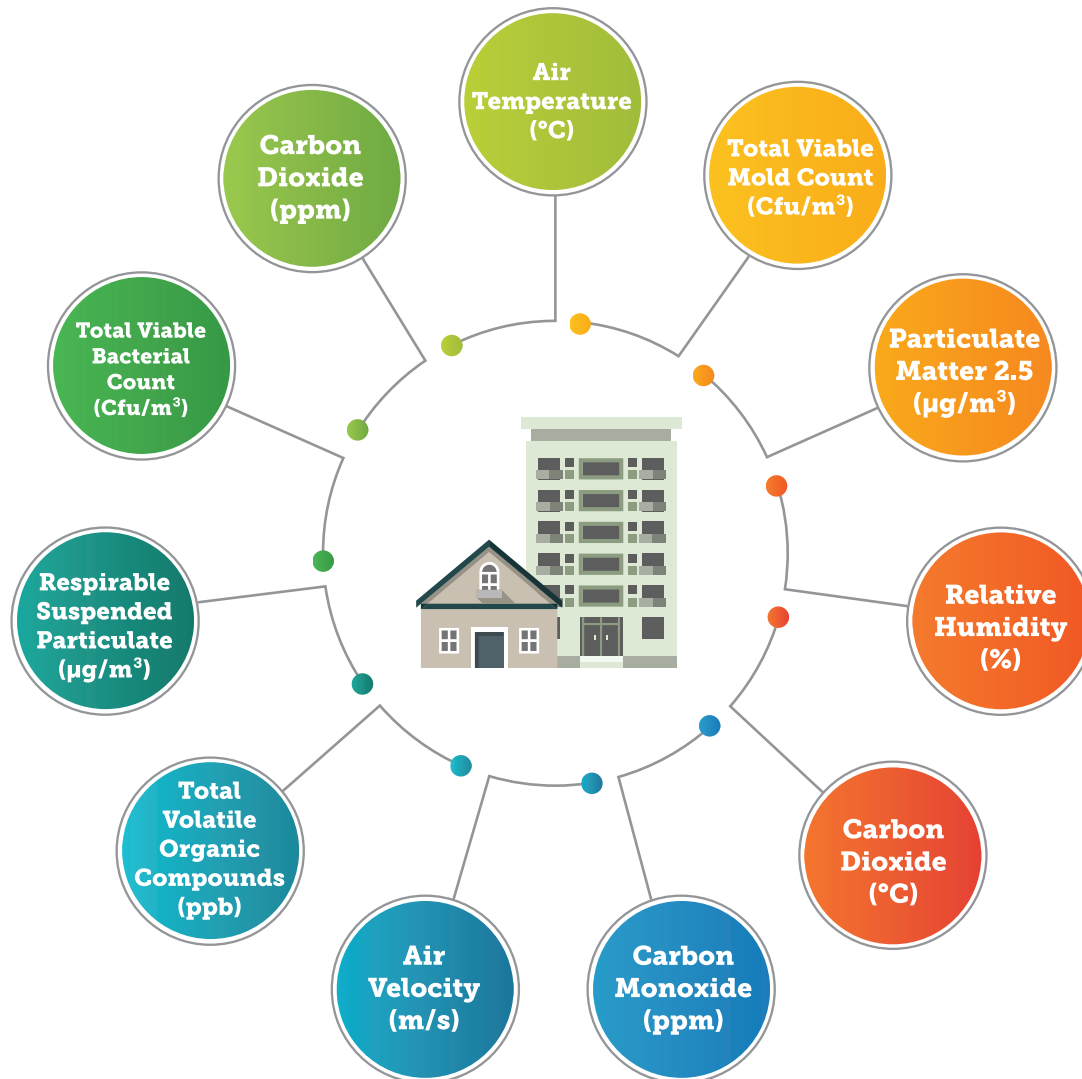 Air
Temperature
(°C)
Total Viable
Mold Count
(Cfu/m³)
Particulate
Matter 2.5
(µg/m³)
Relative
Humidity
(%)
Carbon
Dioxide
(°C)
Carbon
Monoxide
(ppm)
Air
Velocity
(m/s)
Total
Volatile
Organic
Compounds
(ppb)
Respirable
Suspended
Particulate
(µg/m³)
Total Viable
Bacterial
Count
(Cfu/m³)
Carbon
Dioxide
(ppm)